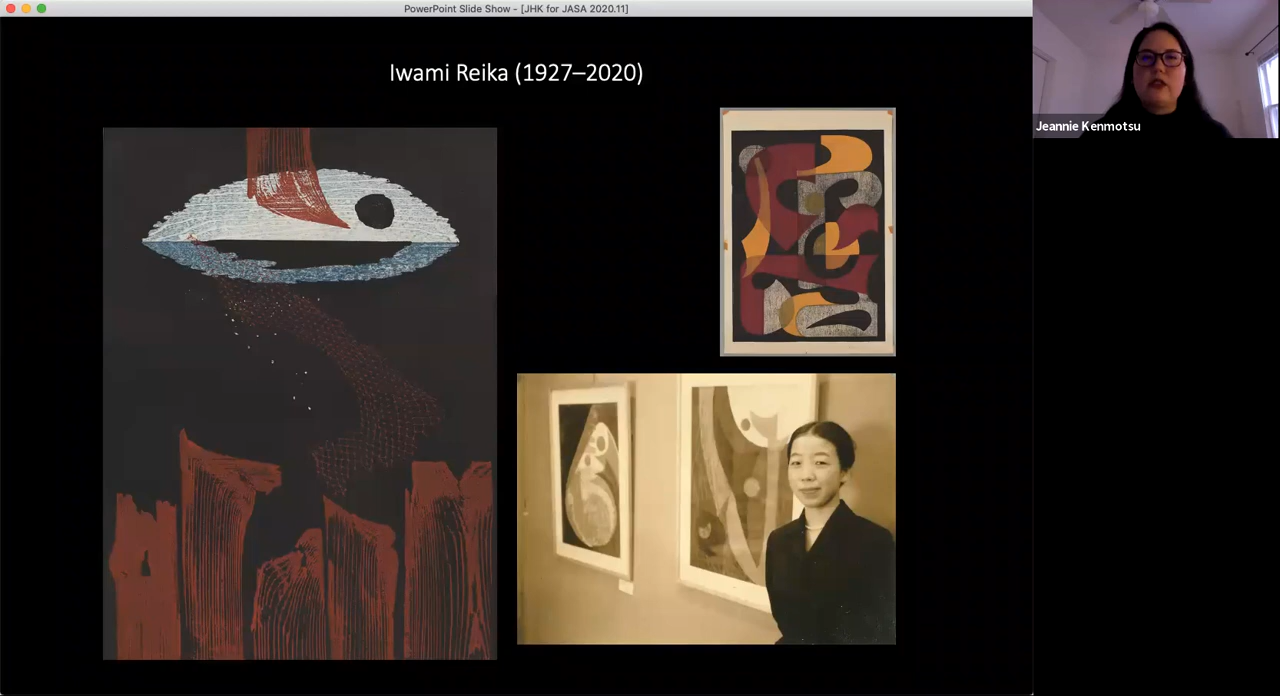 PowerPoint Slide Show - [JHK for JASA 2020.11]
Iwami Reika (1927–2020)
Jeannie Kenmotsu